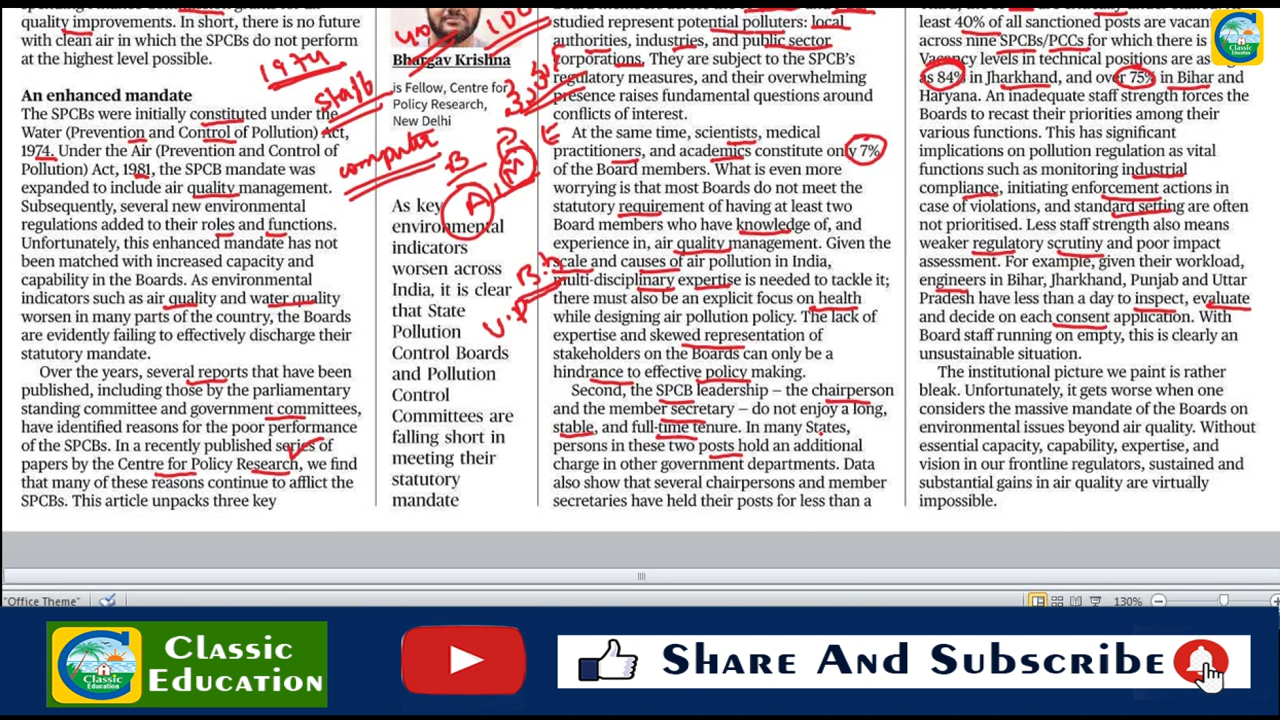 quality improvements. In short, there is no future
with clean air in which the SPCBs do not perform
at the highest level possible.
An enhanced mandate
The SPCBs were initially constituted under the
Water (Prevention and Control of Pollution) Act,
1974. Under the Air (Prevention and Control of
Pollution) Act, 1981, the SPCB mandate was
expanded to include air quality management.
Subsequently, several new environmental
regulations added to their roles and functions.
Unfortunately, this enhanced mandate has not
been matched with increased capacity and
capability in the Boards. As environmental
indicators such as air quality and water quality
worsen in many parts of the country, the Boards
are evidently failing to effectively discharge their
statutory mandate.
Over the years, several reports that have been
published, including those by the parliamentary
standing committee and government committees,
have identified reasons for the poor performance
of the SPCBs. In a recently published series of
papers by the Centre for Policy Research, we find
that many of these reasons continue to afflict the
SPCBs. This article unpacks three key
1974
Staff
computer
40
100
Bhargav Krishna
is Fellow, Centre for
Policy Research,
New Delhi
B
A
M
E
As key
environmental
indicators
worsen across
India, it is clear
that State
Pollution
Control Boards
and Pollution
Control
Committees are
falling short in
meeting their
statutory
mandate
U.P
studied represent potential polluters: local
authorities, industries, and public sector
corporations. They are subject to the SPCB's
regulatory measures, and their overwhelming
presence raises fundamental questions around
conflicts of interest.
At the same time, scientists, medical
practitioners, and academics constitute only 7%
of the Board members. What is even more
worrying is that most Boards do not meet the
statutory requirement of having at least two
Board members who have knowledge of, and
experience in, air quality management. Given the
scale and causes of air pollution in India,
multi-disciplinary expertise is needed to tackle it;
there must also be an explicit focus on health
while designing air pollution policy. The lack of
expertise and skewed representation of
stakeholders on the Boards can only be a
hindrance to effective policy making.
Second, the SPCB leadership – the chairperson
and the member secretary – do not enjoy a long,
stable, and full-time tenure. In many States,
persons in these two posts hold an additional
charge in other government departments. Data
also show that several chairpersons and member
secretaries have held their posts for less than a
least 40% of all sanctioned posts are vacant
across nine SPCBs/PCCs for which there is
Vacancy levels in technical positions are as
as 84% in Jharkhand, and over 75% in Bihar and
Haryana. An inadequate staff strength forces the
Boards to recast their priorities among their
various functions. This has significant
implications on pollution regulation as vital
functions such as monitoring industrial
compliance, initiating enforcement actions in
case of violations, and standard setting are often
not prioritised. Less staff strength also means
weaker regulatory scrutiny and poor impact
assessment. For example, given their workload,
engineers in Bihar, Jharkhand, Punjab and Uttar
Pradesh have less than a day to inspect, evaluate
and decide on each consent application. With
Board staff running on empty, this is clearly an
unsustainable situation.
The institutional picture we paint is rather
bleak. Unfortunately, it gets worse when one
considers the massive mandate of the Boards on
environmental issues beyond air quality. Without
essential capacity, capability, expertise, and
vision in our frontline regulators, sustained and
substantial gains in air quality are virtually
impossible.
Classic
Education
"Office Theme"
130%
Classic
Education
Classic
Education
Share And Subscribe